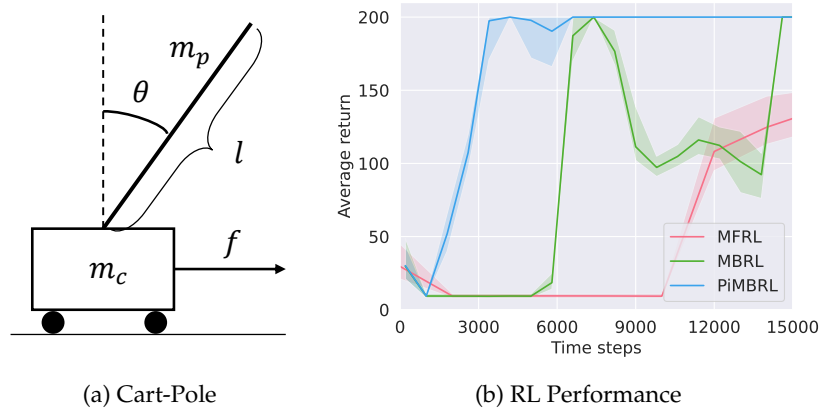 m_p
θ
l
m_c
f
(a) Cart-Pole
200
150
100
50
0
Average return
0 3000 6000 9000 12000 15000
Time steps
MFRL
MBRL
PiMBRL
(b) RL Performance